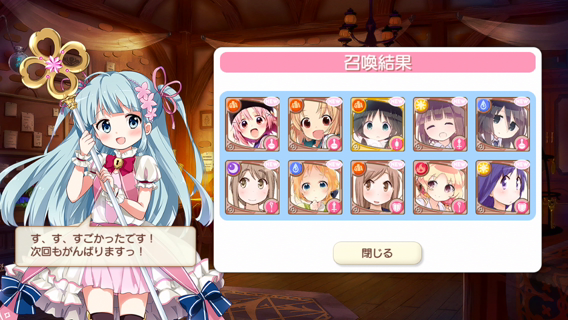 召喚結果
す、す、すごかったです！
次回もがんばりますっ！
閉じる